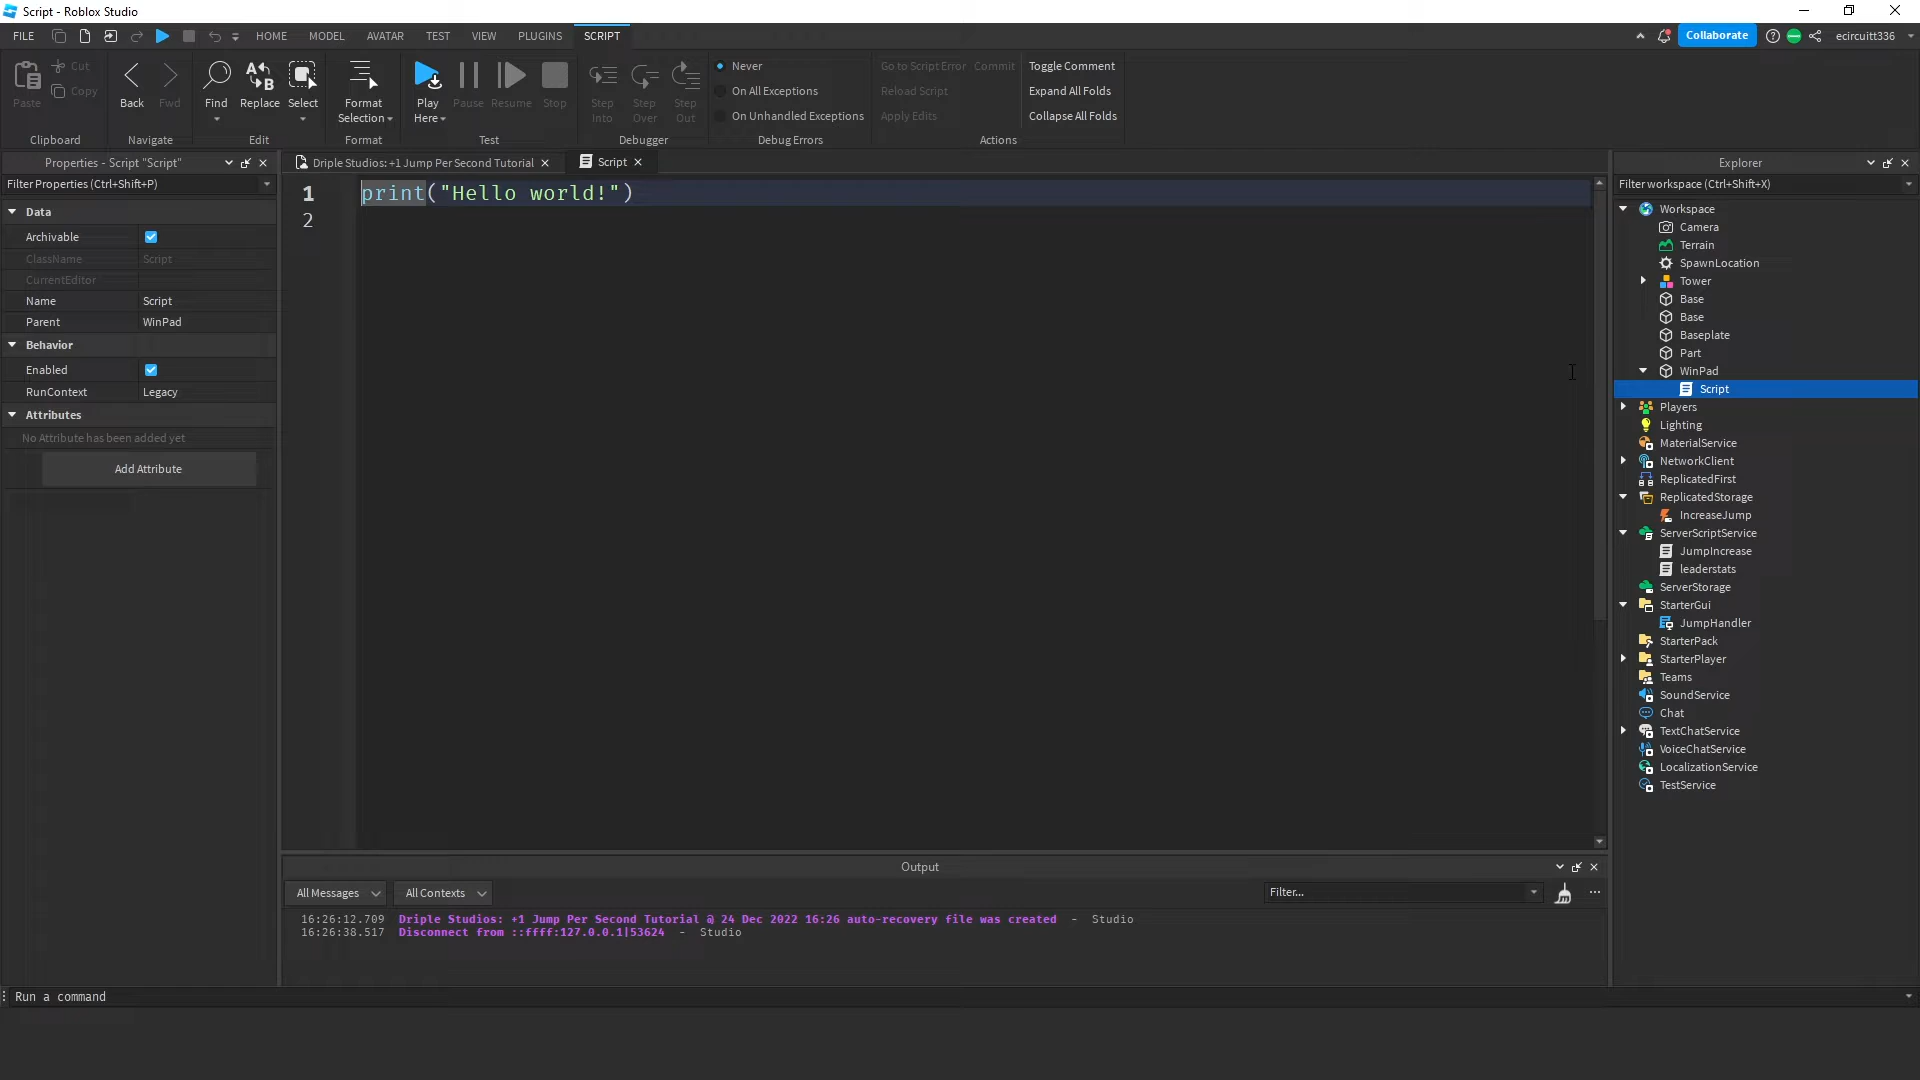 Script - Roblox Studio
FILE HOME MODEL AVATAR TEST VIEW PLUGINS SCRIPT Collaborate ecircuitt336
Paste Cut Copy Back Fwd Find Replace Select Format Selection Play Here Pause Resume Stop Step Into Step Over Step Out
Never
On All Exceptions
On Unhandled Exceptions
Go to Script Error Commit
Reload Script
Apply Edits
Toggle Comment
Expand All Folds
Collapse All Folds
Clipboard Navigate Edit Format Test Debugger Debug Errors Actions
Properties - Script "Script"
Filter Properties (Ctrl+Shift+P)
Data
Archivable
ClassName Script
CurrentEditor
Name Script
Parent WinPad
Behavior
Enabled
RunContext Legacy
Attributes
No Attribute has been added yet
Add Attribute
Driple Studios: +1 Jump Per Second Tutorial Script
1 print("Hello world!")
2
Output
All Messages All Contexts Filter...
16:26:12.709 Driple Studios: +1 Jump Per Second Tutorial @ 24 Dec 2022 16:26 auto-recovery file was created - Studio
16:26:38.517 Disconnect from ::ffff:127.0.0.1|53624 - Studio
Explorer
Filter workspace (Ctrl+Shift+X)
Workspace
Camera
Terrain
SpawnLocation
Tower
Base
Base
Baseplate
Part
WinPad
Script
Players
Lighting
MaterialService
NetworkClient
ReplicatedFirst
ReplicatedStorage
IncreaseJump
ServerScriptService
JumpIncrease
leaderstats
ServerStorage
StarterGui
JumpHandler
StarterPack
StarterPlayer
Teams
SoundService
Chat
TextChatService
VoiceChatService
LocalizationService
TestService
Run a command